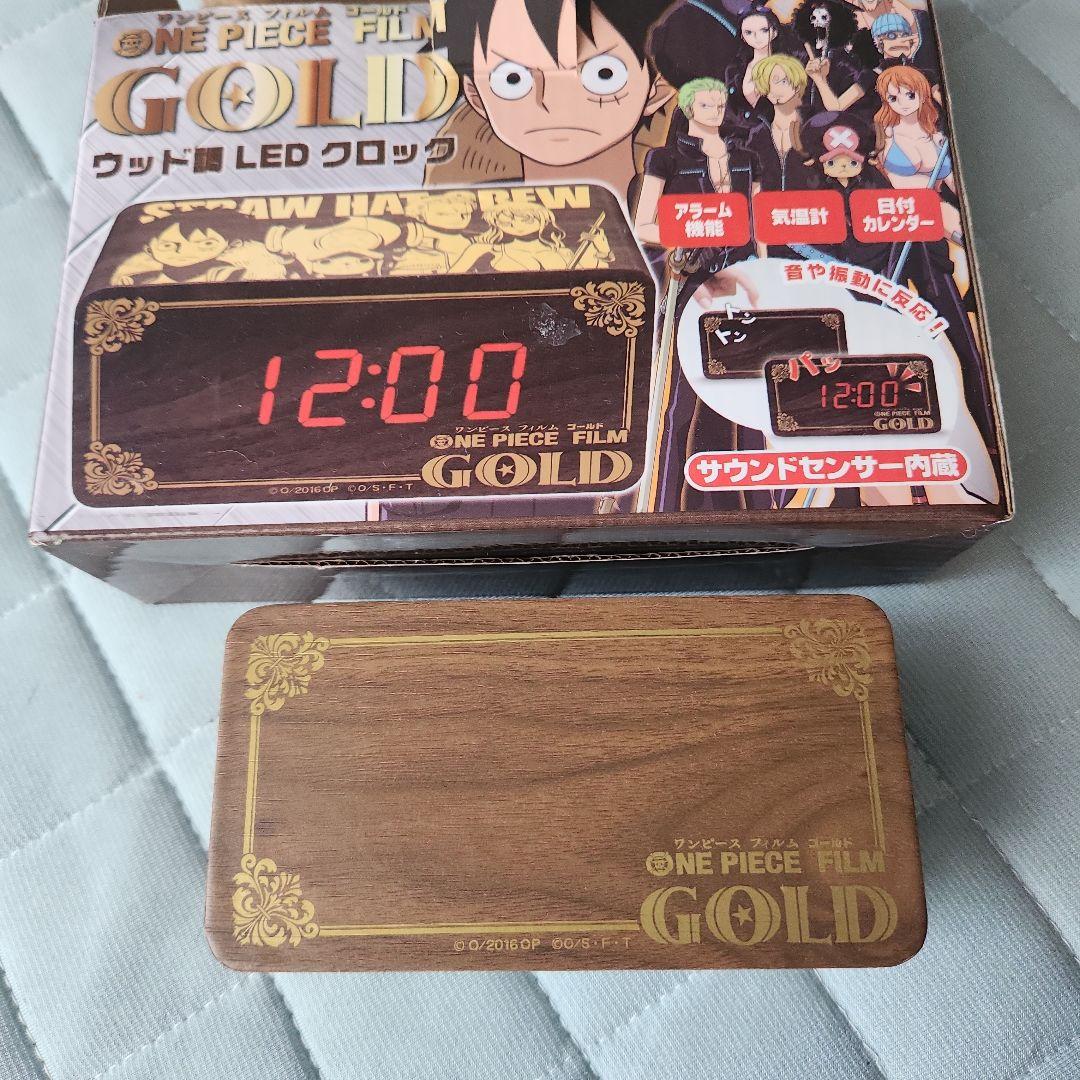 ワンピース フィルム ゴールド
ONE PIECE FILM
GOLD
ウッド調 LED クロック
アラーム
機能
気温計
日付
カレンダー
STRAW HAT CREW
12:00
ワンピース フィルム ゴールド
ONE PIECE FILM
GOLD
©O/2016OP ©O/S・F・T
音や振動に反応！
トン
トン
パッ
12:00
ONE PIECE FILM
GOLD
サウンドセンサー内蔵
ワンピース フィルム ゴールド
ONE PIECE FILM
GOLD
©O/2016OP ©O/S・F・T